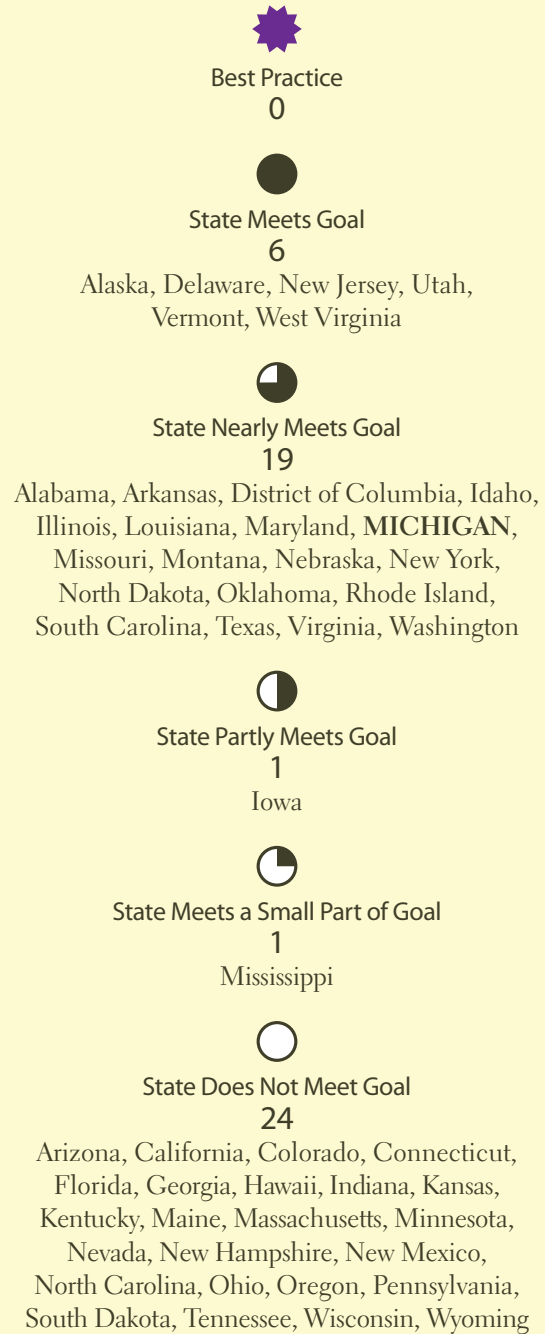 Best Practice
0
State Meets Goal
6
Alaska, Delaware, New Jersey, Utah,
Vermont, West Virginia
State Nearly Meets Goal
19
Alabama, Arkansas, District of Columbia, Idaho,
Illinois, Louisiana, Maryland, MICHIGAN,
Missouri, Montana, Nebraska, New York,
North Dakota, Oklahoma, Rhode Island,
South Carolina, Texas, Virginia, Washington
State Partly Meets Goal
1
Iowa
State Meets a Small Part of Goal
1
Mississippi
State Does Not Meet Goal
24
Arizona, California, Colorado, Connecticut,
Florida, Georgia, Hawaii, Indiana, Kansas,
Kentucky, Maine, Massachusetts, Minnesota,
Nevada, New Hampshire, New Mexico,
North Carolina, Ohio, Oregon, Pennsylvania,
South Dakota, Tennessee, Wisconsin, Wyoming